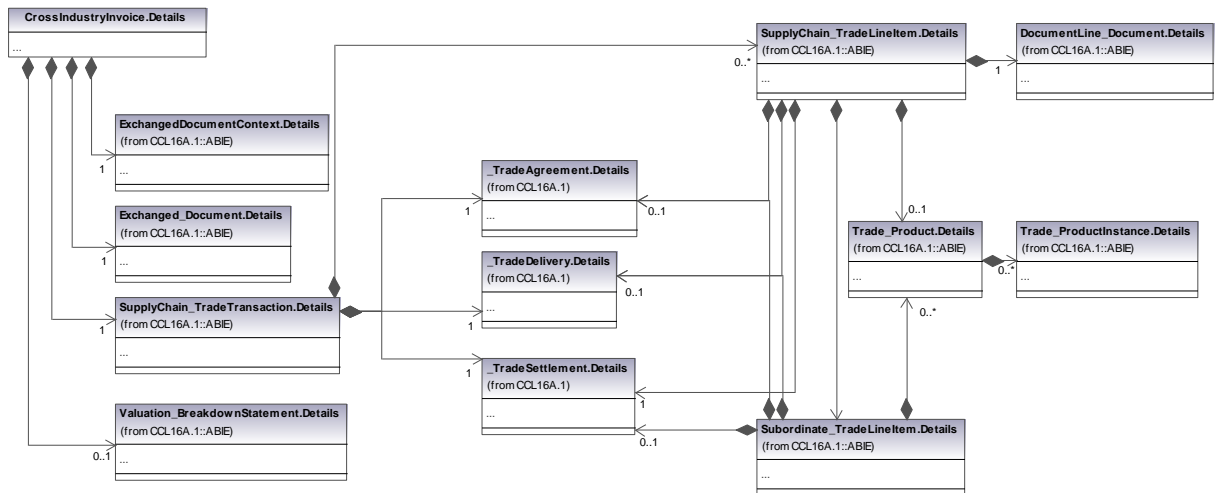 CrossIndustryInvoice.Details
...
ExchangedDocumentContext.Details
(from CCL16A.1::ABIE)
...
1
Exchanged_Document.Details
(from CCL16A.1::ABIE)
...
1
SupplyChain_TradeTransaction.Details
(from CCL16A.1::ABIE)
...
1
Valuation_BreakdownStatement.Details
(from CCL16A.1::ABIE)
...
0..1
_TradeAgreement.Details
(from CCL16A.1)
...
1
0..1
_TradeDelivery.Details
(from CCL16A.1)
...
1
0..1
_TradeSettlement.Details
(from CCL16A.1)
...
1
1
0..1
SupplyChain_TradeLineItem.Details
(from CCL16A.1::ABIE)
...
0..*
DocumentLine_Document.Details
(from CCL16A.1::ABIE)
...
1
0..1
Trade_Product.Details
(from CCL16A.1::ABIE)
...
0..*
Trade_ProductInstance.Details
(from CCL16A.1::ABIE)
...
0..*
Subordinate_TradeLineItem.Details
(from CCL16A.1::ABIE)
...